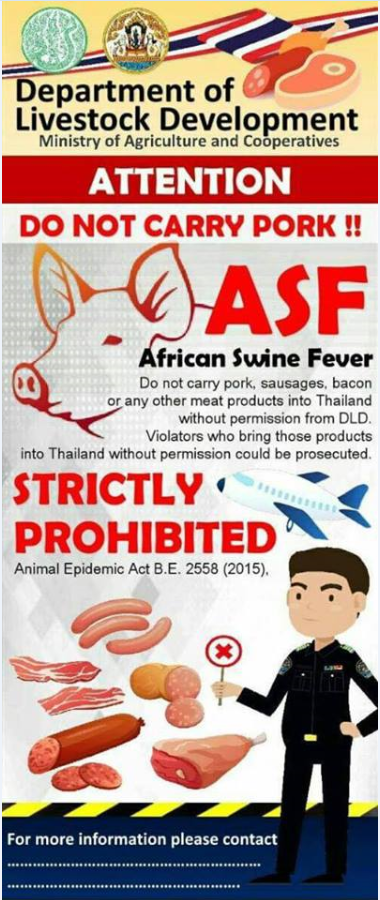 Department of
Livestock Development
Ministry of Agriculture and Cooperatives
ATTENTION
DO NOT CARRY PORK !!
ASF
African Swine Fever
Do not carry pork, sausages, bacon
or any other meat products into Thailand
without permission from DLD.
Violators who bring those products
into Thailand without permission could be prosecuted.
STRICTLY
PROHIBITED
Animal Epidemic Act B.E. 2558 (2015),
For more information please contact